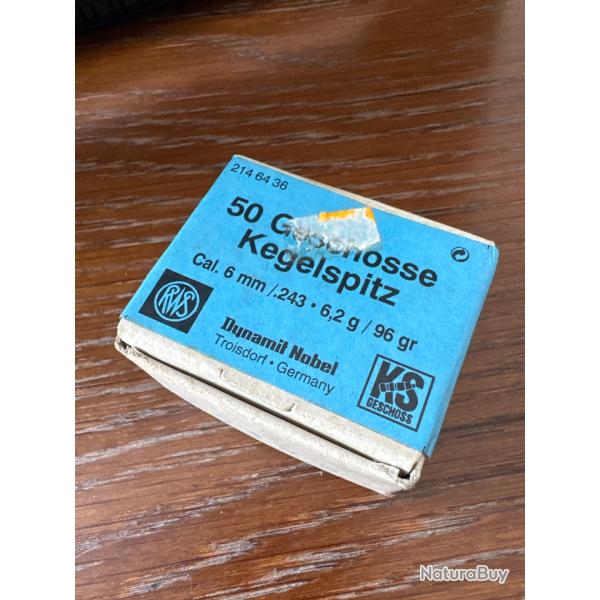 214 64 36
50 Geschosse
Kegelspitz
Cal. 6 mm /.243 • 6,2 g / 96 gr
RWS
Dynamit Nobel
Troisdorf • Germany
KS
GESCHOSS
NaturaBuy